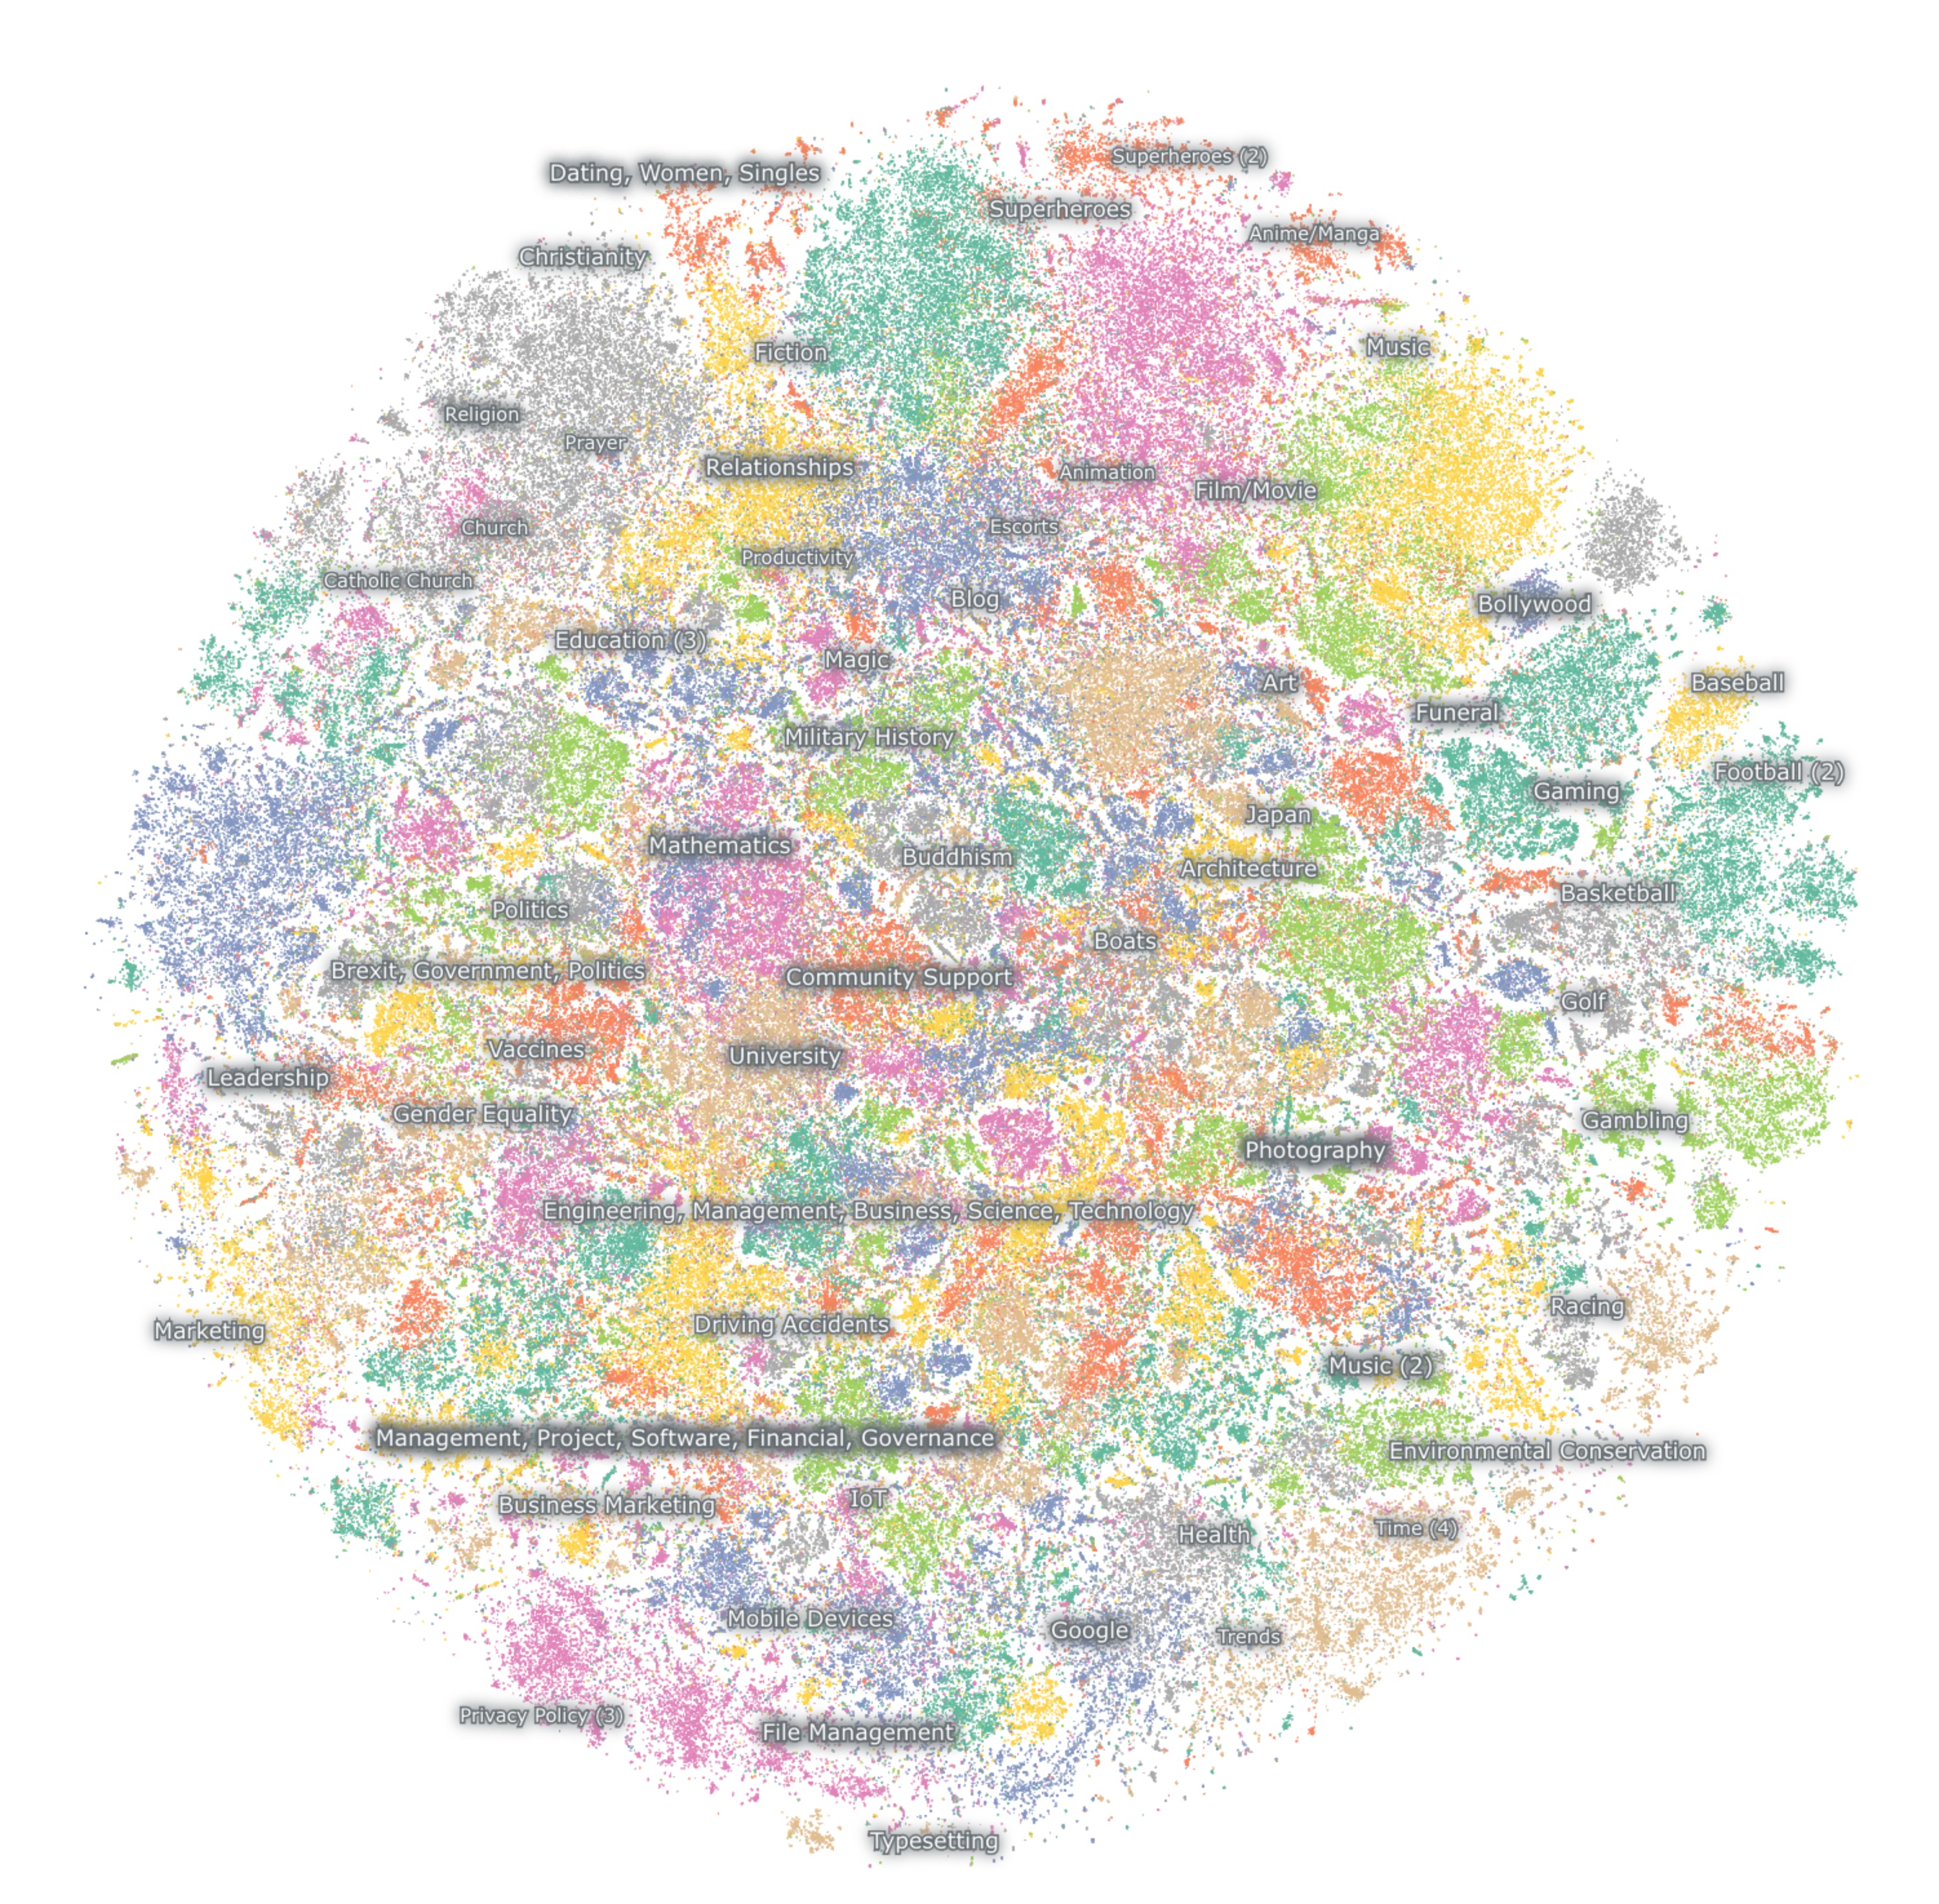 Superheroes (2)
Dating, Women, Singles
Superheroes
Anime/Manga
Christianity
Music
Fiction
Religion
Prayer
Relationships
Animation
Film/Movie
Church
Escorts
Productivity
Catholic Church
Blog
Bollywood
Education (3)
Magic
Art
Baseball
Funeral
Military History
Football (2)
Gaming
Japan
Mathematics
Buddhism
Architecture
Basketball
Politics
Boats
Brexit, Government, Politics
Community Support
Golf
Vaccines
University
Leadership
Gender Equality
Gambling
Photography
Engineering, Management, Business, Science, Technology
Racing
Driving Accidents
Marketing
Music (2)
Management, Project, Software, Financial, Governance
Environmental Conservation
IoT
Business Marketing
Time (4)
Health
Mobile Devices
Google
Trends
Privacy Policy (3)
File Management
Typesetting